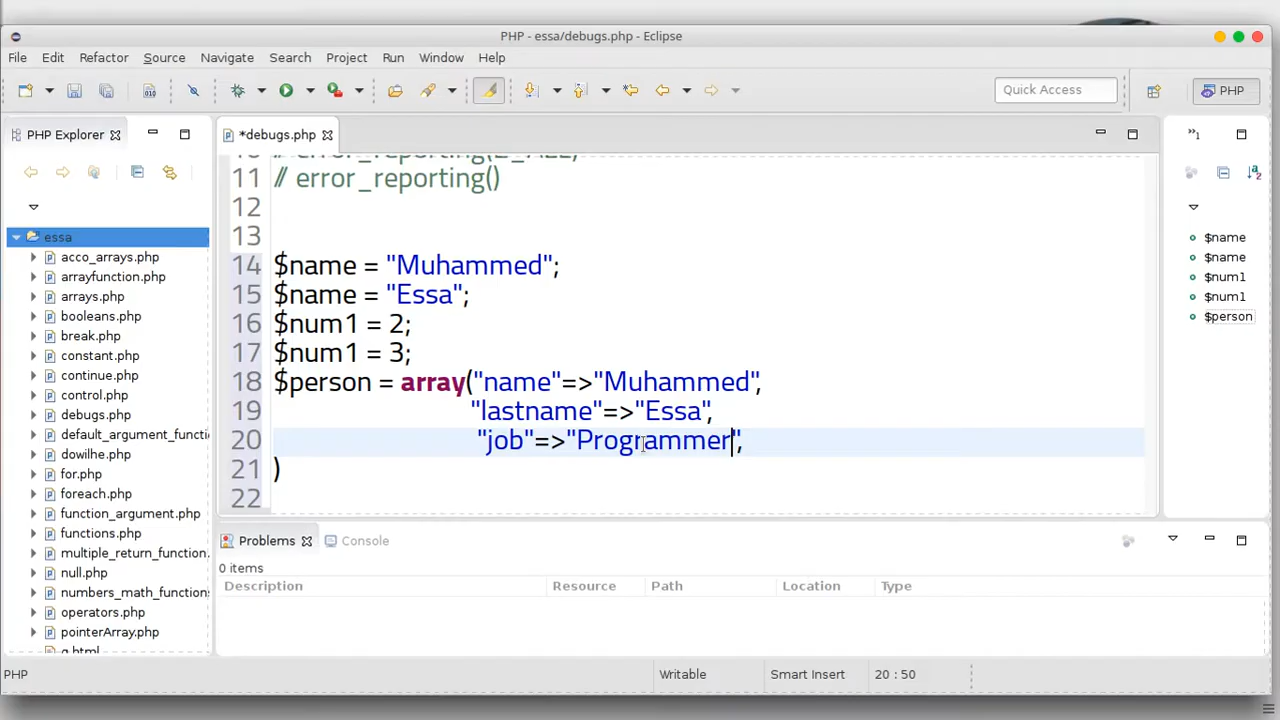 PHP - essa/debugs.php - Eclipse
File Edit Refactor Source Navigate Search Project Run Window Help
Quick Access PHP
PHP Explorer *debugs.php
10 // error_reporting(E_ALL)
11 // error_reporting()
12
13
14 $name = "Muhammed";
15 $name = "Essa";
16 $num1 = 2;
17 $num1 = 3;
18 $person = array("name"=>"Muhammed",
19 "lastname"=>"Essa",
20 "job"=>"Programmer",
21 )
22
essa
acco_arrays.php
arrayfunction.php
arrays.php
booleans.php
break.php
constant.php
continue.php
control.php
debugs.php
default_argument_functi
dowilhe.php
for.php
foreach.php
function_argument.php
functions.php
multiple_return_function.
null.php
numbers_math_functions
operators.php
pointerArray.php
q.html
$name
$name
$num1
$num1
$person
Problems Console
0 items
Description Resource Path Location Type
PHP Writable Smart Insert 20 : 50